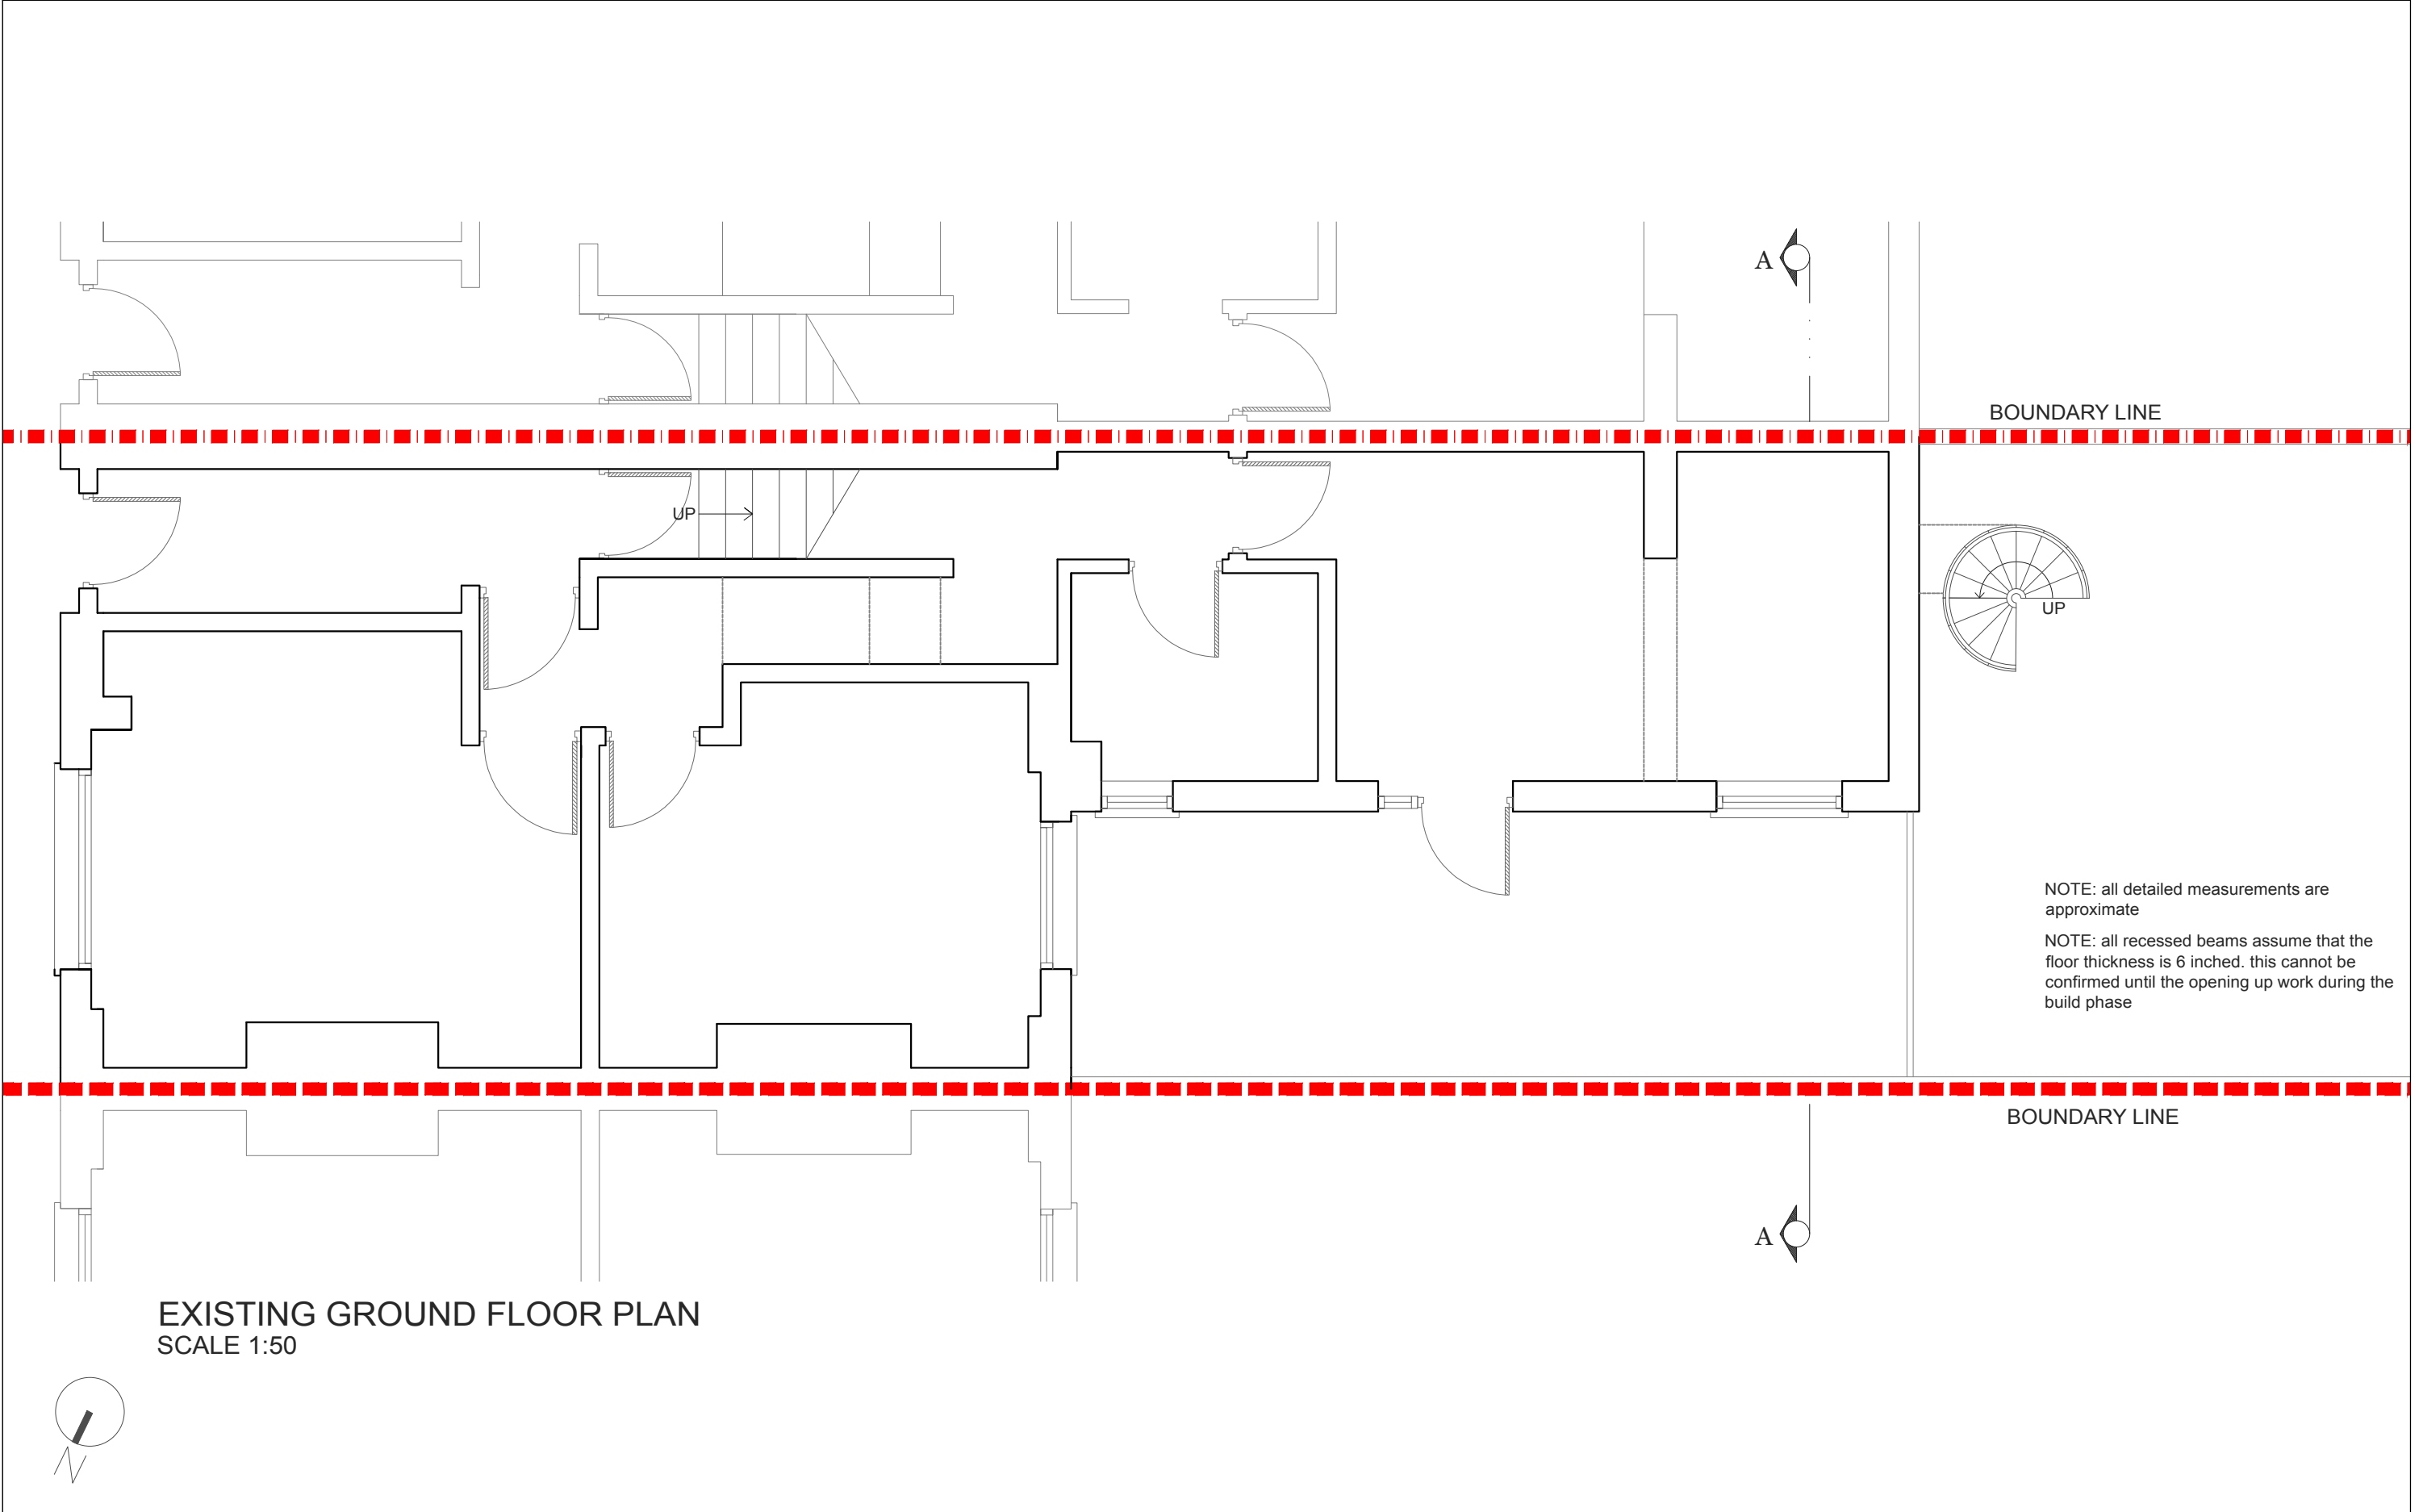 A
BOUNDARY LINE
UP
UP
NOTE: all detailed measurements are
approximate
NOTE: all recessed beams assume that the
floor thickness is 6 inched. this cannot be
confirmed until the opening up work during the
build phase
BOUNDARY LINE
A
EXISTING GROUND FLOOR PLAN
SCALE 1:50
N